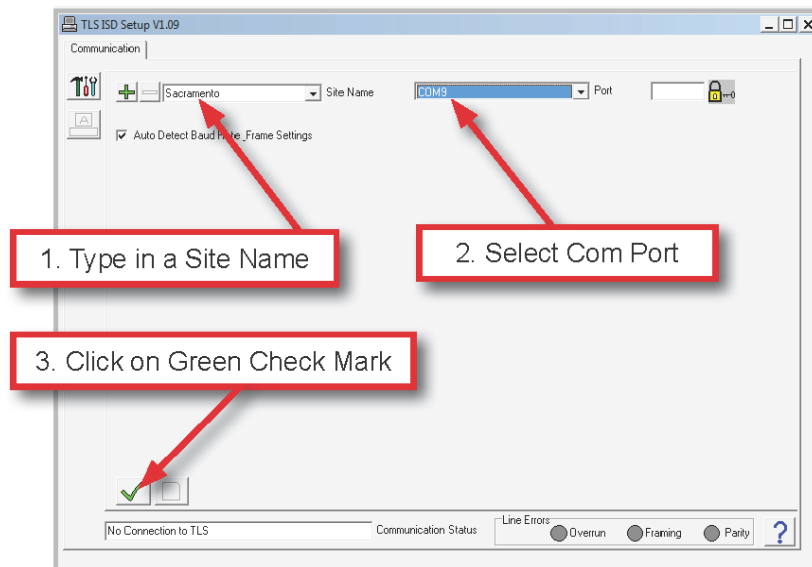 TLS ISD Setup V1.09
Communication
Sacramento Site Name COM9 Port
Auto Detect Baud Rate_Frame Settings
1. Type in a Site Name
2. Select Com Port
3. Click on Green Check Mark
No Connection to TLS Communication Status Line Errors Overrun Framing Parity